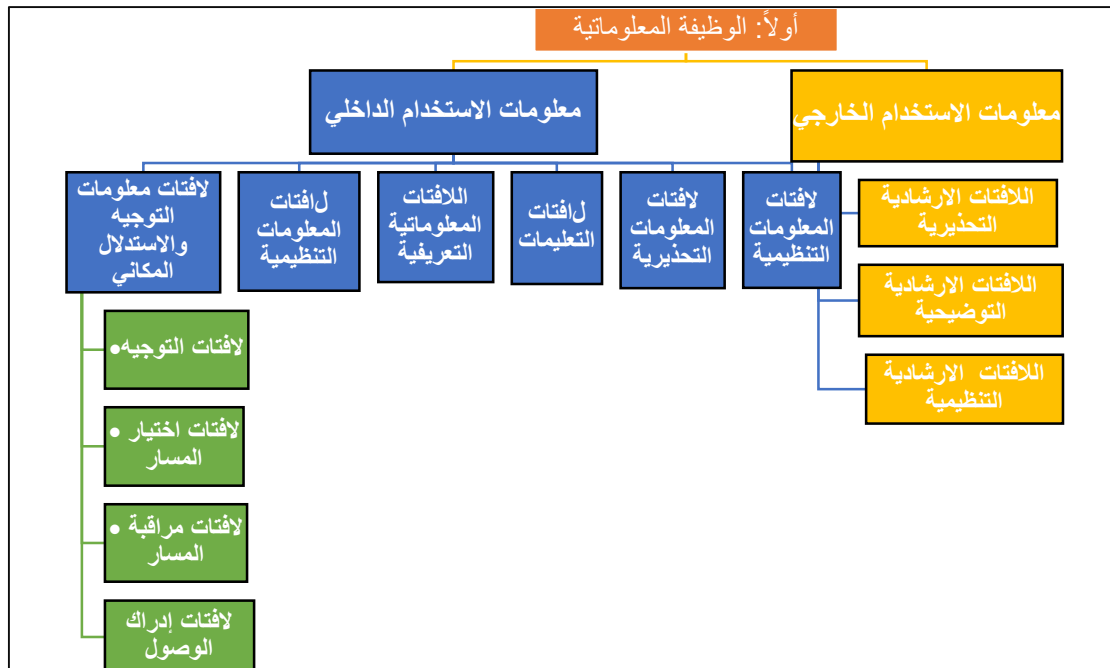 أولاً: الوظيفة المعلوماتية
معلومات الاستخدام الخارجي
معلومات الاستخدام الداخلي
اللافتات الارشادية
التحذيرية
اللافتات الارشادية
التوضيحية
اللافتات الارشادية
التنظيمية
لافتات
المعلومات
التنظيمية
لافتات
المعلومات
التحذيرية
لافتات
التعليمات
اللافتات
المعلوماتية
التعريفية
لافتات
المعلومات
التنظيمية
لافتات معلومات
التوجيه
والاستدلال
المكاني
لافتات التوجيه•
لافتات اختيار •
المسار
لافتات مراقبة •
المسار
لافتات إدراك
الوصول